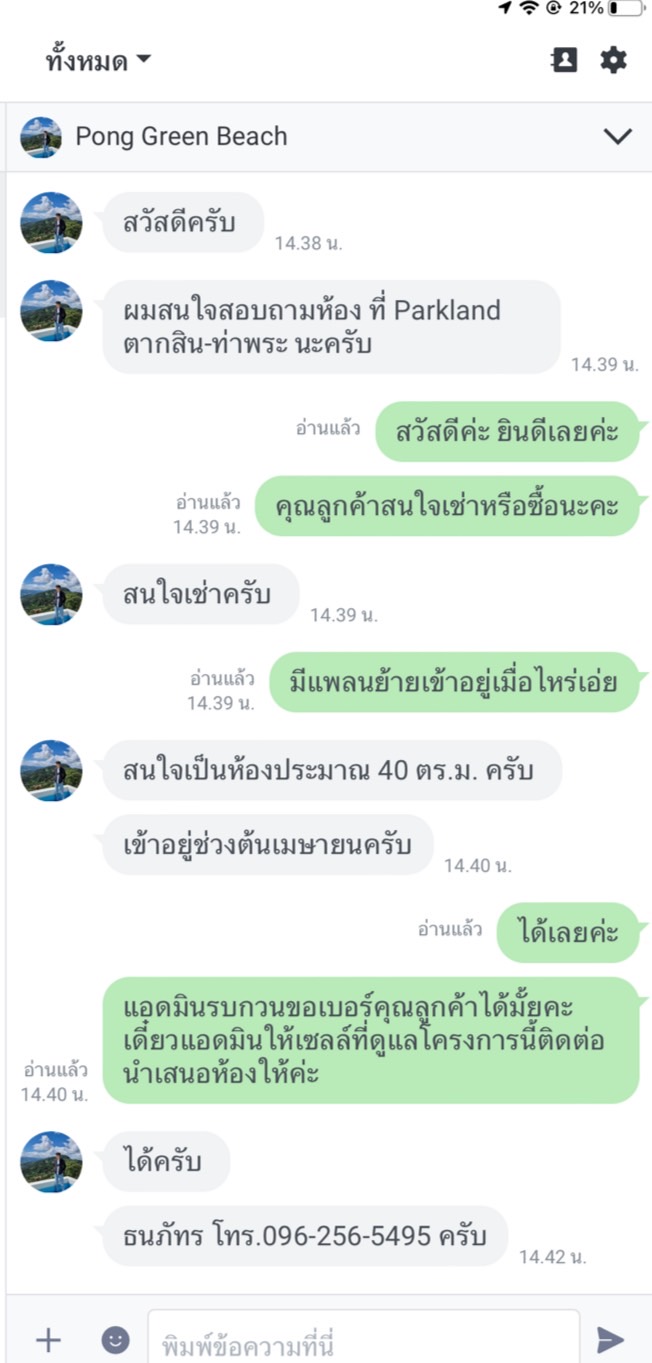 21%
ทั้งหมด
Pong Green Beach
สวัสดีครับ
14.38 น.
ผมสนใจสอบถามห้อง ที่ Parkland
ตากสิน-ท่าพระ นะครับ
14.39 น.
อ่านแล้ว
สวัสดีค่ะ ยินดีเลยค่ะ
อ่านแล้ว
14.39 น.
คุณลูกค้าสนใจเช่าหรือซื้อนะคะ
สนใจเช่าครับ
14.39 น.
อ่านแล้ว
14.39 น.
มีแพลนย้ายเข้าอยู่เมื่อไหร่เอ่ย
สนใจเป็นห้องประมาณ 40 ตร.ม. ครับ
เข้าอยู่ช่วงต้นเมษายนครับ
14.40 น.
อ่านแล้ว
ได้เลยค่ะ
แอดมินรบกวนขอเบอร์คุณลูกค้าได้มั้ยคะ
เดี๋ยวแอดมินให้เซลล์ที่ดูแลโครงการนี้ติดต่อ
นำเสนอห้องให้ค่ะ
อ่านแล้ว
14.40 น.
ได้ครับ
ธนภัทร โทร.096-256-5495 ครับ
14.42 น.
พิมพ์ข้อความที่นี่